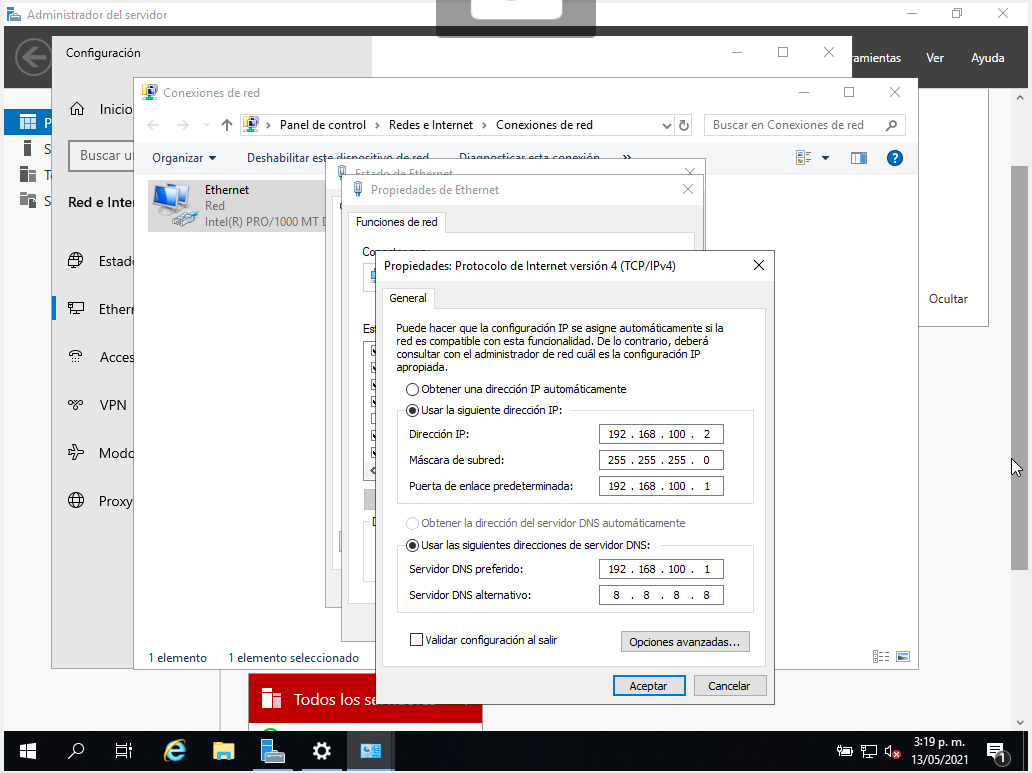 Administrador del servidor
Configuración
Ver
Ayuda
Conexiones de red
Inicio
Panel de control
Redes e Internet
Conexiones de red
Buscar en Conexiones de red
Organizar
Deshabilitar este dispositivo de red
Diagnosticar esta conexión
»
Buscar
Estado de Ethernet
Propiedades de Ethernet
Ethernet
Red
Intel(R) PRO/1000 MT
Red e
Funciones de red
Propiedades: Protocolo de Internet versión 4 (TCP/IPv4)
General
Ocultar
Puede hacer que la configuración IP se asigne automáticamente si la
red es compatible con esta funcionalidad. De lo contrario, deberá
consultar con el administrador de red cuál es la configuración IP
apropiada.
Obtener una dirección IP automáticamente
Usar la siguiente dirección IP:
Dirección IP:
192 . 168 . 100 . 2
Máscara de subred:
255 . 255 . 255 . 0
Puerta de enlace predeterminada:
192 . 168 . 100 . 1
VPN
Proxy
Obtener la dirección del servidor DNS automáticamente
Usar las siguientes direcciones de servidor DNS:
Servidor DNS preferido:
192 . 168 . 100 . 1
Servidor DNS alternativo:
8 . 8 . 8 . 8
Validar configuración al salir
Opciones avanzadas...
1 elemento
1 elemento seleccionado
Aceptar
Cancelar
Todos los
3:19 p. m.
13/05/2021
1